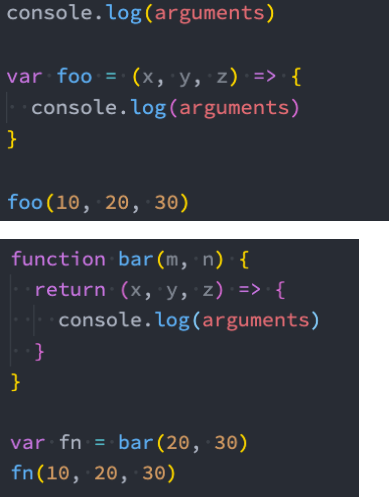 console.log(arguments)
var foo = (x, y, z) => {
console.log(arguments)
}
foo(10, 20, 30)
function bar(m, n) {
return (x, y, z) => {
console.log(arguments)
}
}
var fn = bar(20, 30)
fn(10, 20, 30)